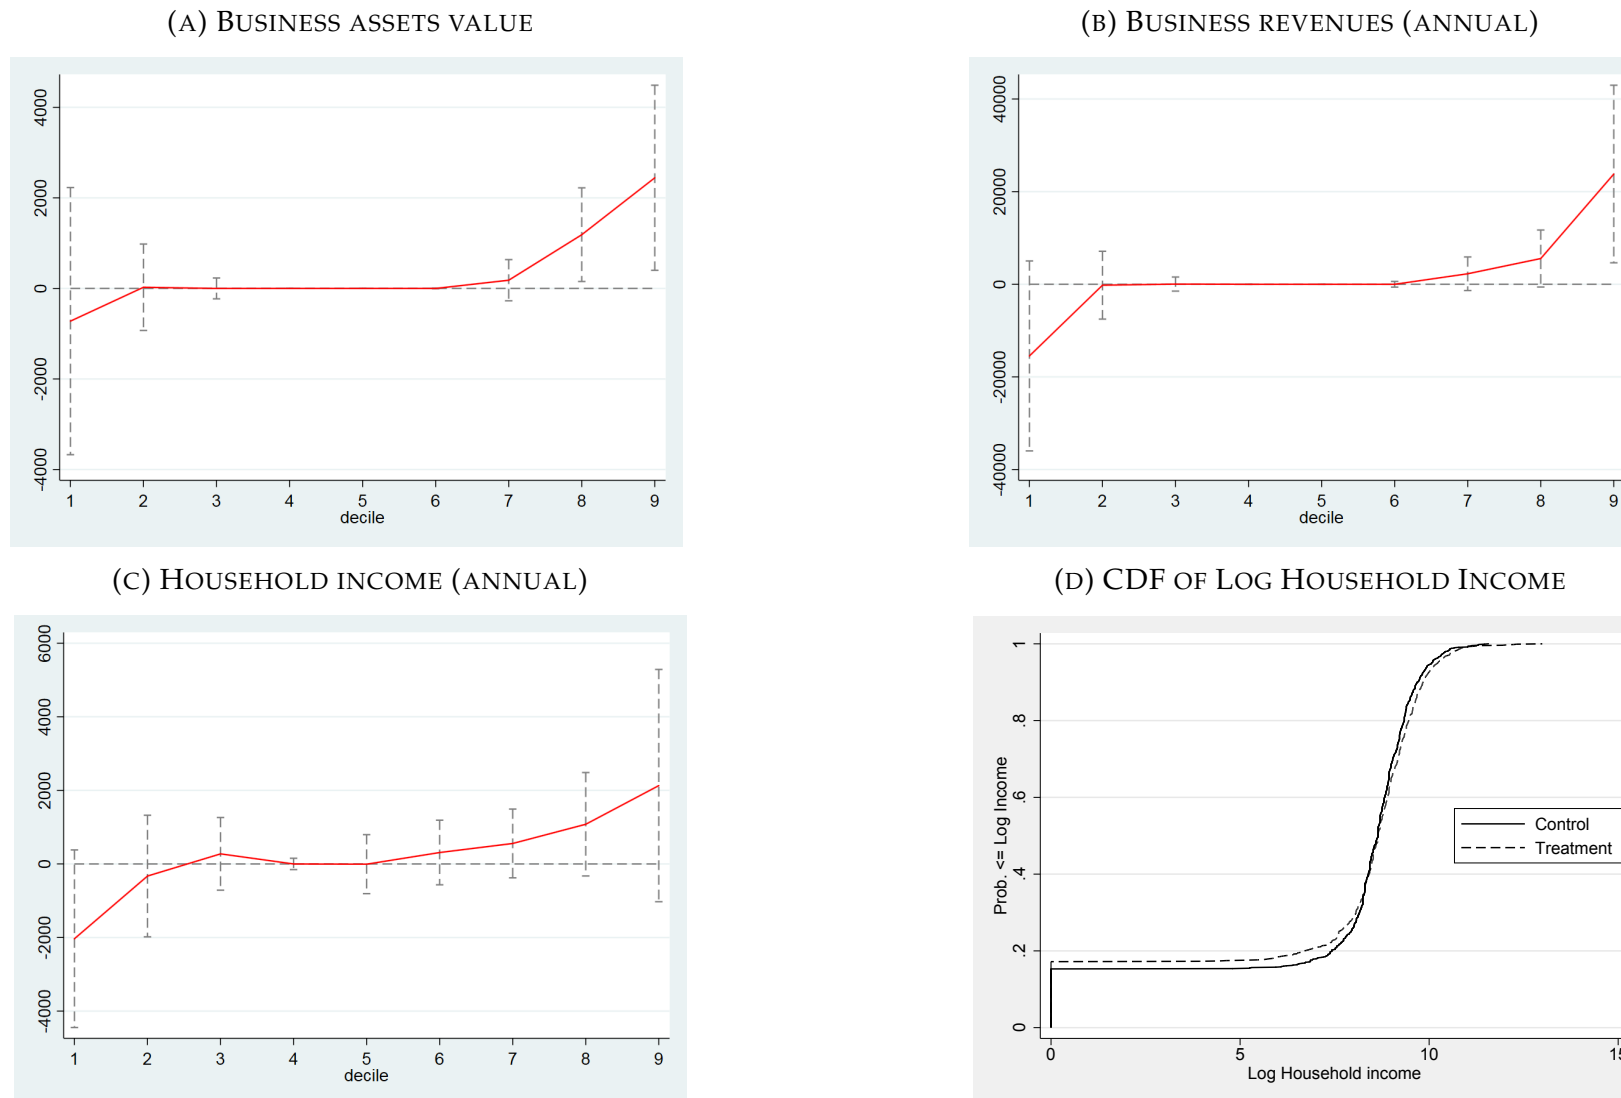 (A) BUSINESS ASSETS VALUE
4000
2000
0
-2000
-4000
1 2 3 4 5 6 7 8 9
decile
(B) BUSINESS REVENUES (ANNUAL)
40000
20000
0
-20000
-40000
1 2 3 4 5 6 7 8 9
decile
(C) HOUSEHOLD INCOME (ANNUAL)
6000
4000
2000
0
-2000
-4000
1 2 3 4 5 6 7 8 9
decile
(D) CDF OF LOG HOUSEHOLD INCOME
Prob. <= Log Income
1
.8
.6
.4
.2
0
Control
Treatment
0 5 10 15
Log Household income